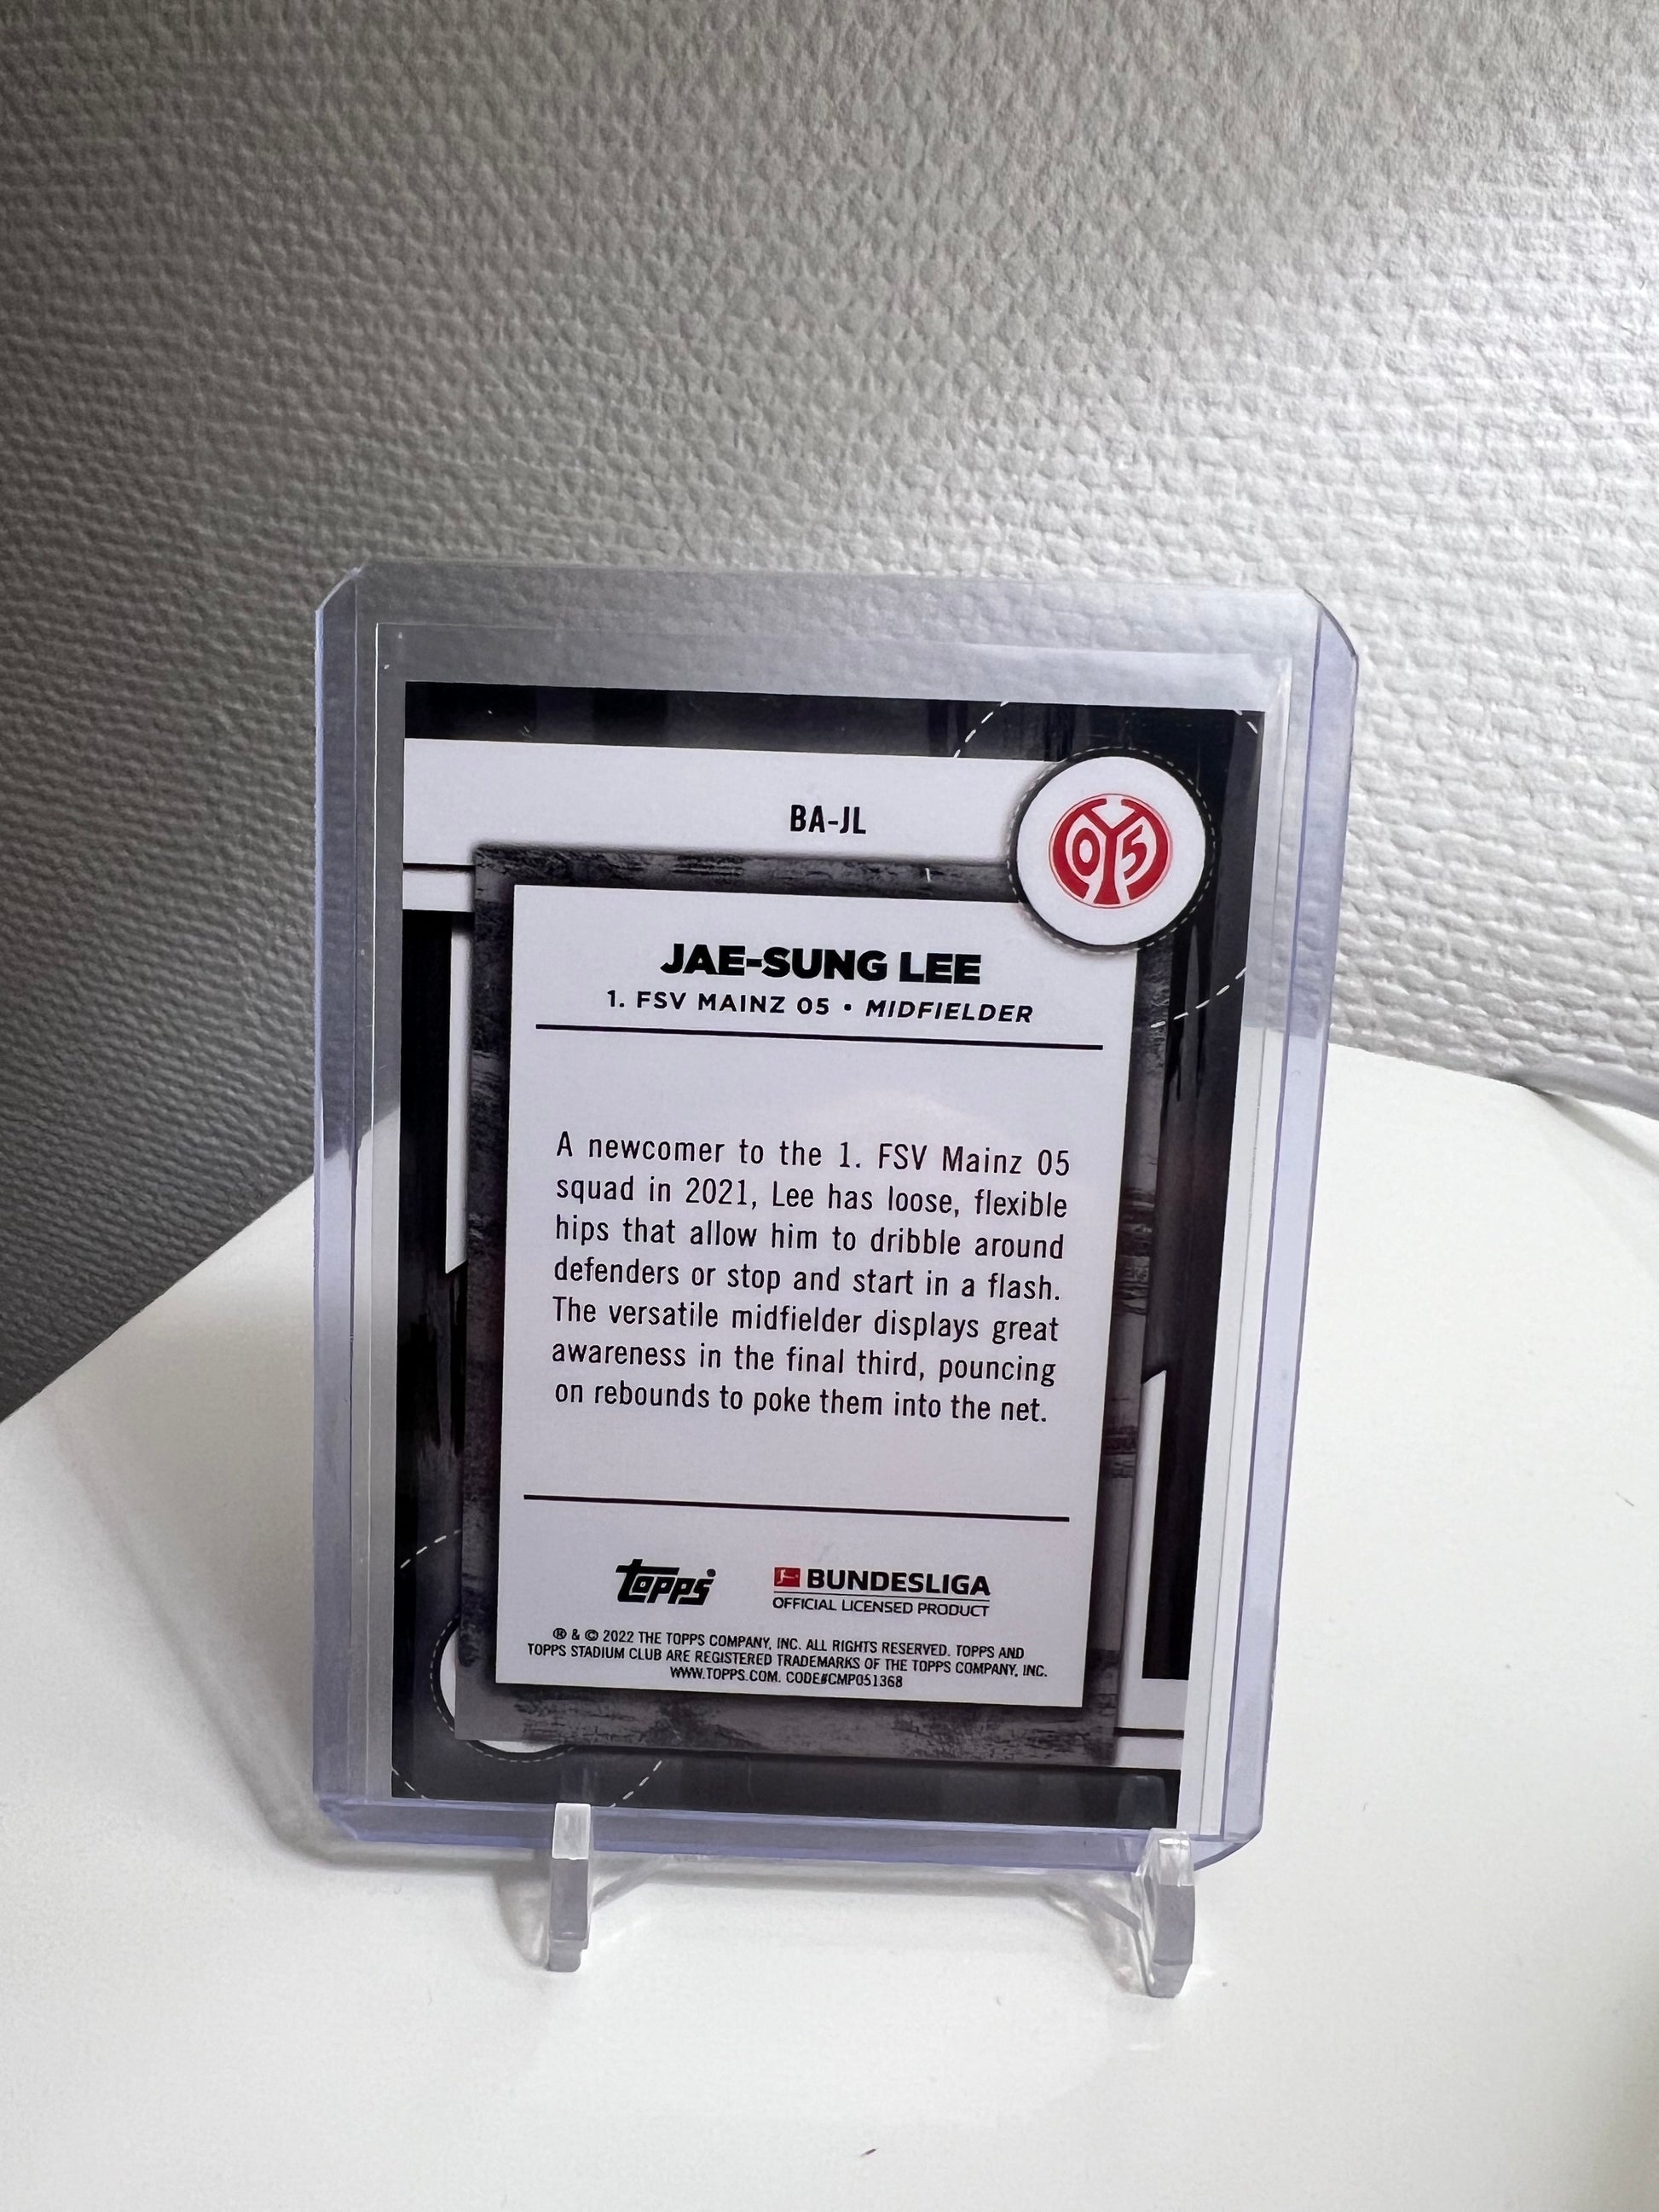 BA-JL
05
JAE-SUNG LEE
1. FSV MAINZ 05 • MIDFIELDER
A newcomer to the 1. FSV Mainz 05
squad in 2021, Lee has loose, flexible
hips that allow him to dribble around
defenders or stop and start in a flash.
The versatile midfielder displays great
awareness in the final third, pouncing
on rebounds to poke them into the net.
topps
BUNDESLIGA
OFFICIAL LICENSED PRODUCT
® & © 2022 THE TOPPS COMPANY, INC. ALL RIGHTS RESERVED. TOPPS AND
TOPPS STADIUM CLUB ARE REGISTERED TRADEMARKS OF THE TOPPS COMPANY, INC.
WWW.TOPPS.COM. CODE#CMP051368